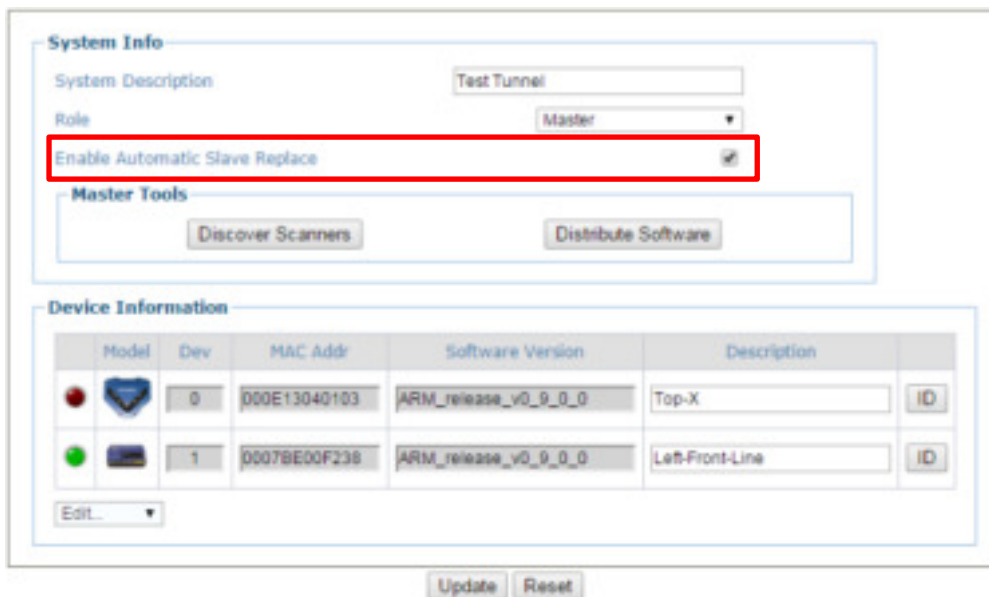 System Info
System Description Test Tunnel
Role Master
Enable Automatic Slave Replace
Master Tools
Discover Scanners Distribute Software
Device Information
Model Dev MAC Addr Software Version Description
0 000E13040103 ARM_release_v0_9_0_0 Top-X ID
1 0007BE00F238 ARM_release_v0_9_0_0 Left-Front-Line ID
Edit...
Update Reset